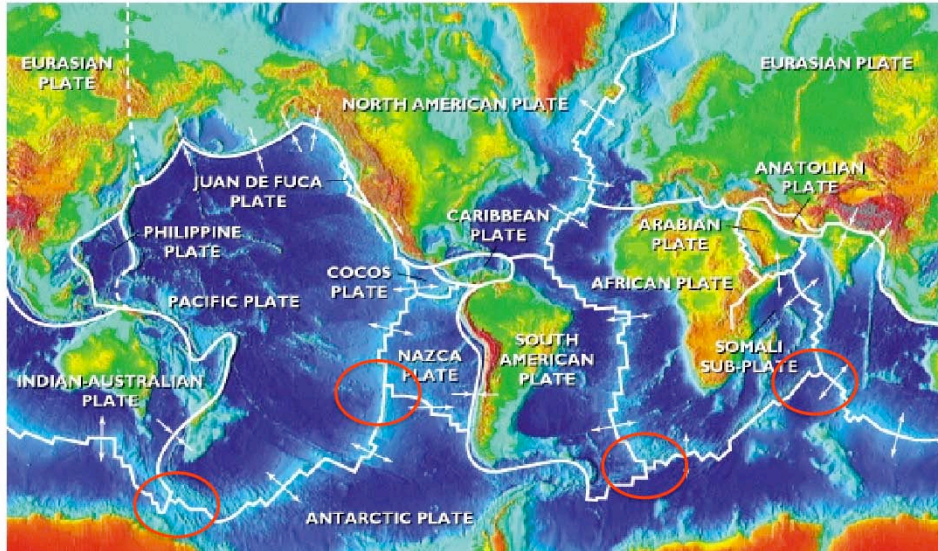 EURASIAN
PLATE
EURASIAN PLATE
NORTH AMERICAN PLATE
ANATOLIAN
PLATE
JUAN DE FUCA
PLATE
CARIBBEAN
PLATE
ARABIAN
PLATE
PHILIPPINE
PLATE
COCOS
PLATE
AFRICAN PLATE
PACIFIC PLATE
NAZCA
PLATE
SOUTH
AMERICAN
PLATE
SOMALI
SUB-PLATE
INDIAN-AUSTRALIAN
PLATE
ANTARCTIC PLATE